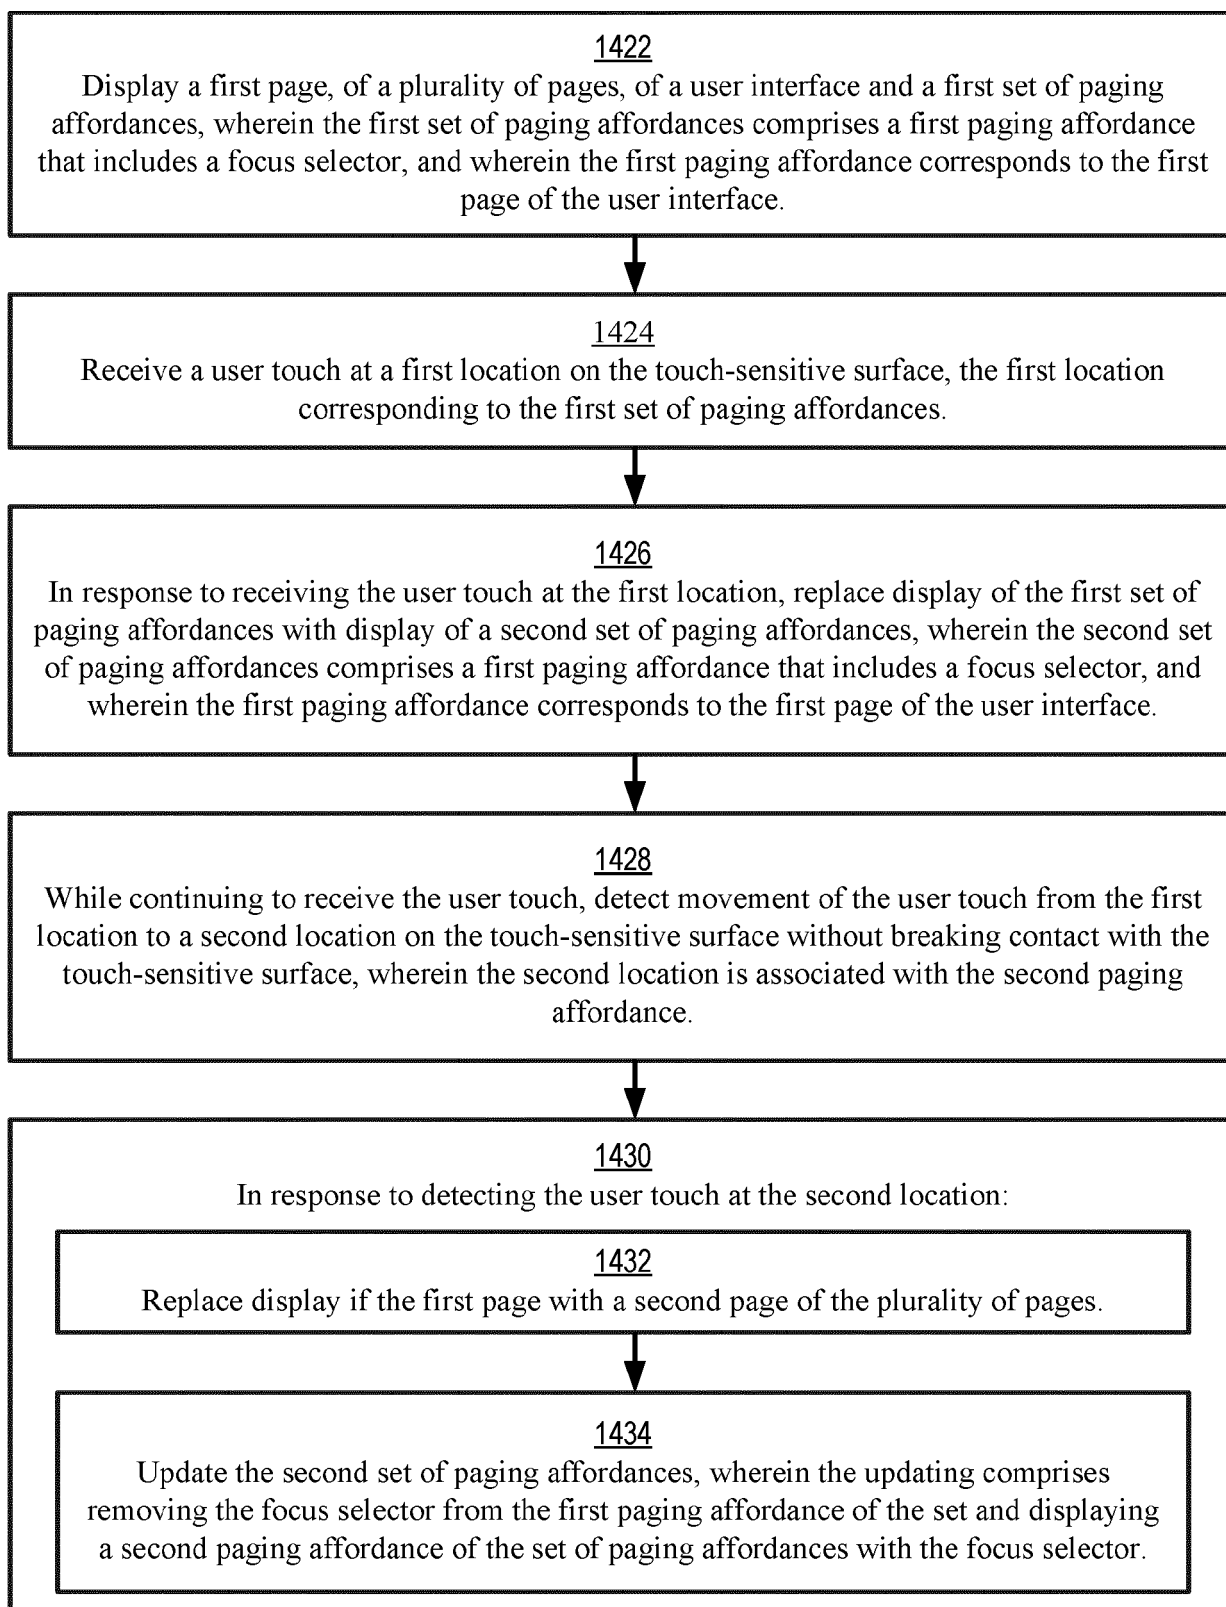 1422
Display a first page, of a plurality of pages, of a user interface and a first set of paging
affordances, wherein the first set of paging affordances comprises a first paging affordance
that includes a focus selector, and wherein the first paging affordance corresponds to the first
page of the user interface.
1424
Receive a user touch at a first location on the touch-sensitive surface, the first location
corresponding to the first set of paging affordances.
1426
In response to receiving the user touch at the first location, replace display of the first set of
paging affordances with display of a second set of paging affordances, wherein the second set
of paging affordances comprises a first paging affordance that includes a focus selector, and
wherein the first paging affordance corresponds to the first page of the user interface.
1428
While continuing to receive the user touch, detect movement of the user touch from the first
location to a second location on the touch-sensitive surface without breaking contact with the
touch-sensitive surface, wherein the second location is associated with the second paging
affordance.
1430
In response to detecting the user touch at the second location:
1432
Replace display if the first page with a second page of the plurality of pages.
1434
Update the second set of paging affordances, wherein the updating comprises
removing the focus selector from the first paging affordance of the set and displaying
a second paging affordance of the set of paging affordances with the focus selector.